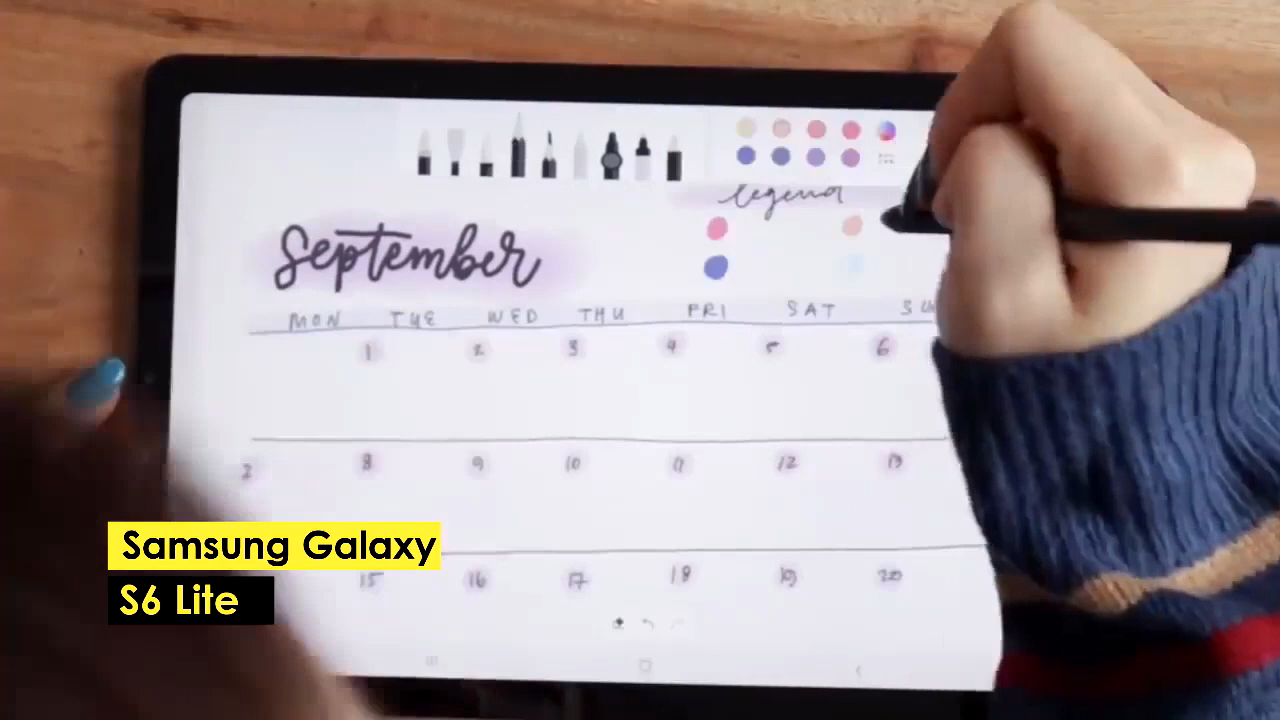 legend
September
MON TUE WED THU FRI SAT SU
1 2 3 4 5 6
8 9 10 11 12 13
Samsung Galaxy
15 16 17 18 19 20
S6 Lite